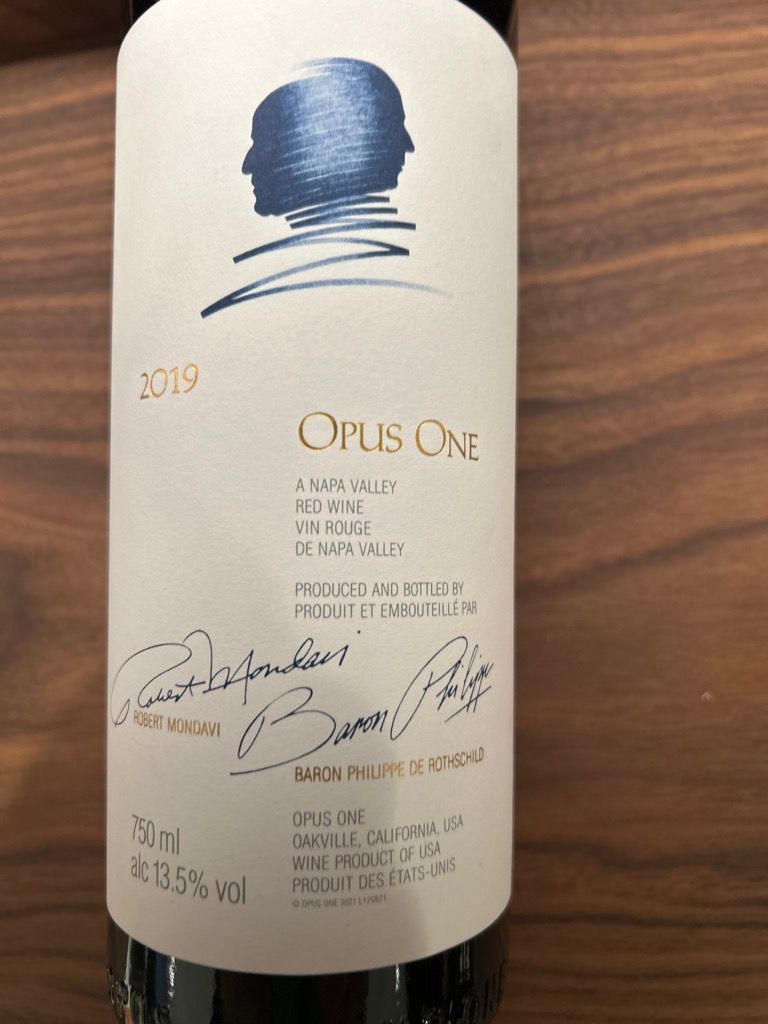 2019
OPUS ONE
A NAPA VALLEY
RED WINE
VIN ROUGE
DE NAPA VALLEY
PRODUCED AND BOTTLED BY
PRODUIT ET EMBOUTEILLÉ PAR
Robert Mondavi
ROBERT MONDAVI
Baron Philippe
BARON PHILIPPE DE ROTHSCHILD
750 ml
alc 13.5% vol
OPUS ONE
OAKVILLE, CALIFORNIA, USA
WINE PRODUCT OF USA
PRODUIT DES ÉTATS-UNIS
© OPUS ONE 2021 L120821